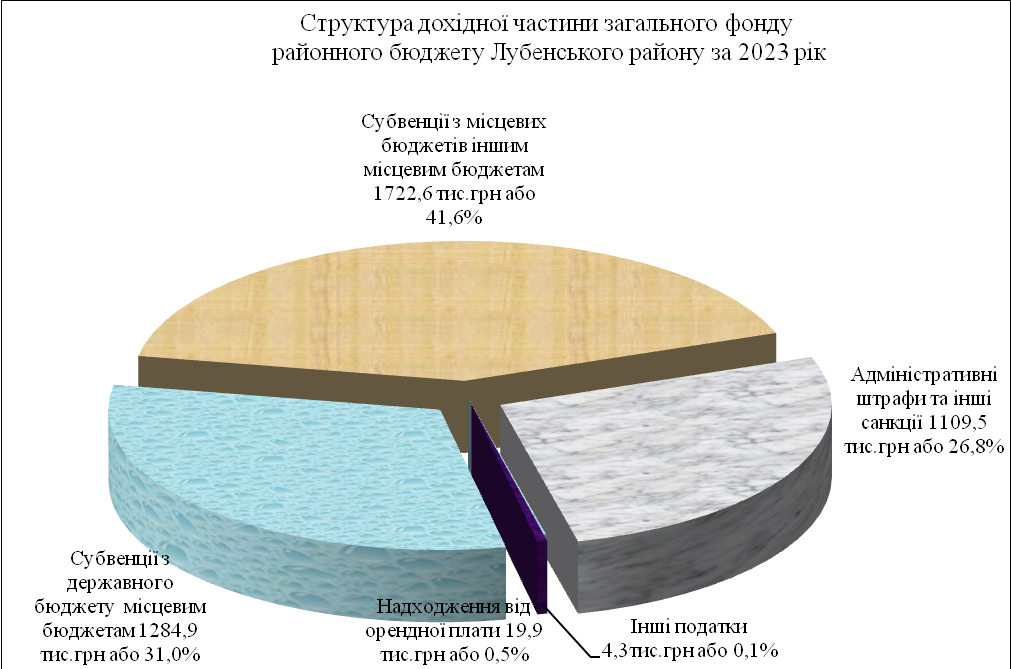 Структура дохідної частини загального фонду
районного бюджету Лубенського району за 2023 рік
Субвенції з місцевих
бюджетів іншим
місцевим бюджетам
1722,6 тис.грн або
41,6%
Адміністративні
штрафи та інші
санкції 1109,5
тис.грн або 26,8%
Субвенції з
державного
бюджету місцевим
бюджетам 1284,9
тис.грн або 31,0%
Надходження від
орендної плати 19,9
тис.грн або 0,5%
Інші податки
4,3тис.грн або 0,1%